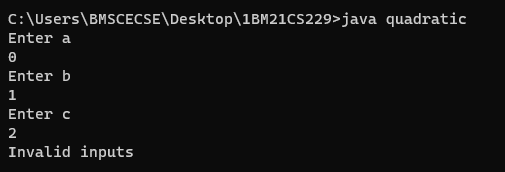 C:\Users\BMSCECSE\Desktop\1BM21CS229>java quadratic
Enter a
0
Enter b
1
Enter c
2
Invalid inputs